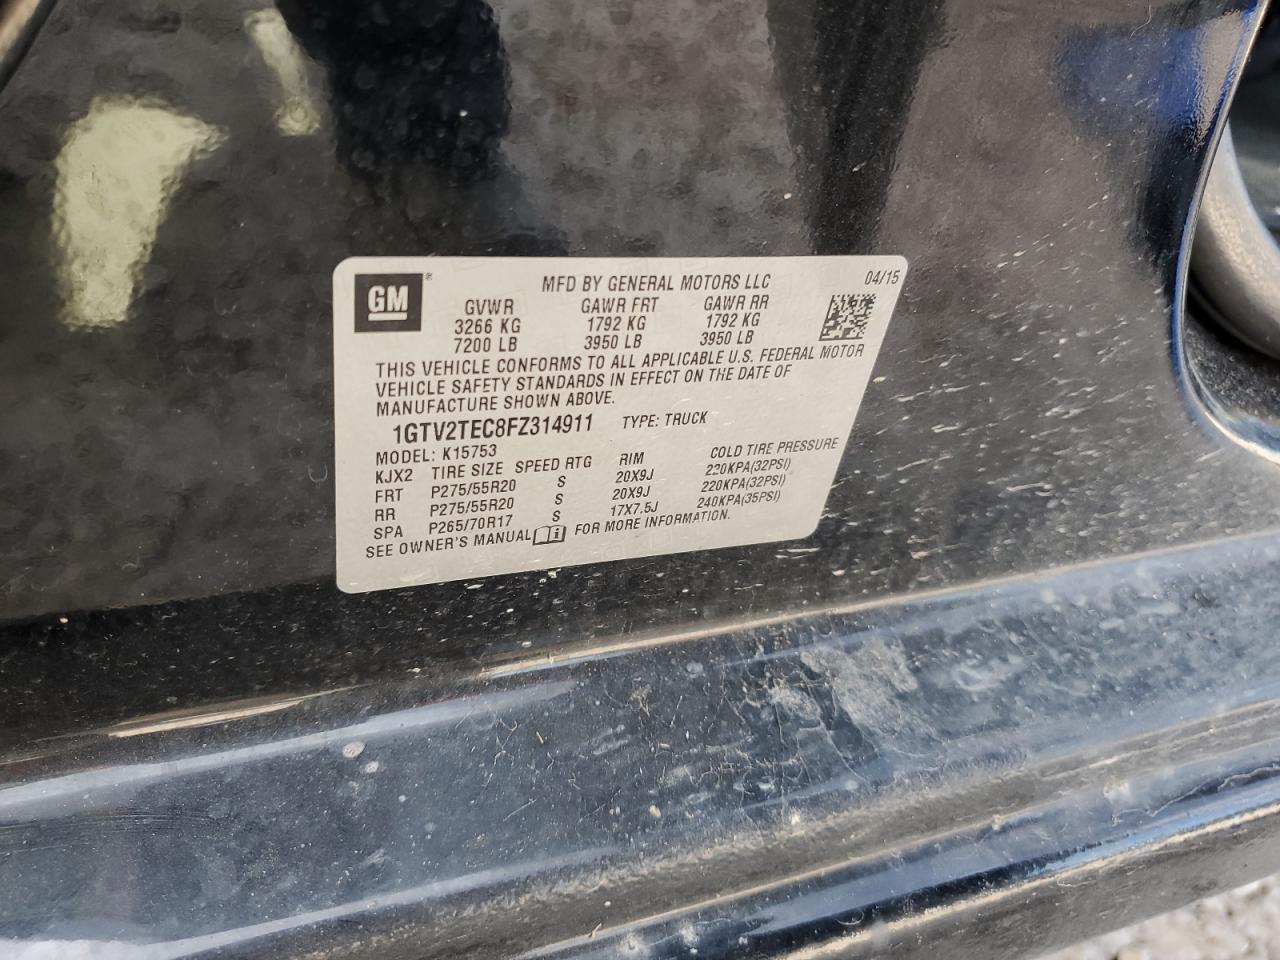 GM ® MFD BY GENERAL MOTORS LLC 04/15
GVWR GAWR FRT GAWR RR
3266 KG 1792 KG 1792 KG
7200 LB 3950 LB 3950 LB
THIS VEHICLE CONFORMS TO ALL APPLICABLE U.S. FEDERAL MOTOR
VEHICLE SAFETY STANDARDS IN EFFECT ON THE DATE OF
MANUFACTURE SHOWN ABOVE.
1GTV2TEC8FZ314911 TYPE: TRUCK
MODEL: K15753
KJX2 TIRE SIZE SPEED RTG RIM COLD TIRE PRESSURE
FRT P275/55R20 S 20X9J 220KPA(32PSI)
RR P275/55R20 S 20X9J 220KPA(32PSI)
SPA P265/70R17 S 17X7.5J 240KPA(35PSI)
SEE OWNER'S MANUAL i FOR MORE INFORMATION.